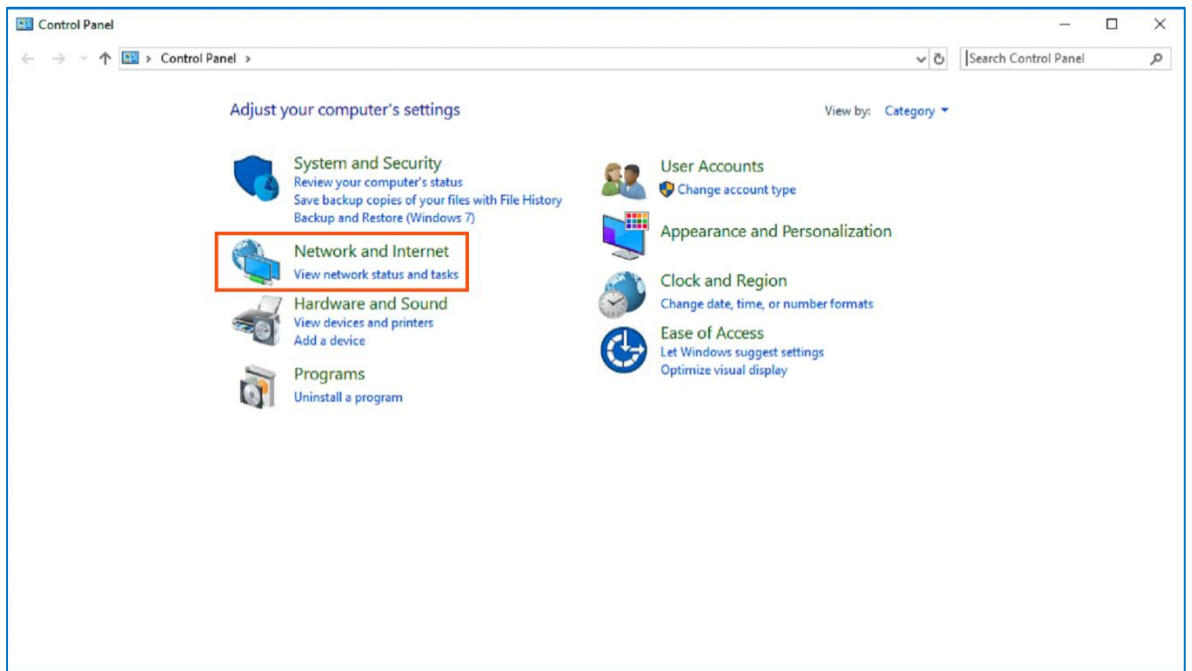 Control Panel
Control Panel
Search Control Panel
Adjust your computer's settings
View by: Category
System and Security
Review your computer's status
Save backup copies of your files with File History
Backup and Restore (Windows 7)
Network and Internet
View network status and tasks
Hardware and Sound
View devices and printers
Add a device
Programs
Uninstall a program
User Accounts
Change account type
Appearance and Personalization
Clock and Region
Change date, time, or number formats
Ease of Access
Let Windows suggest settings
Optimize visual display